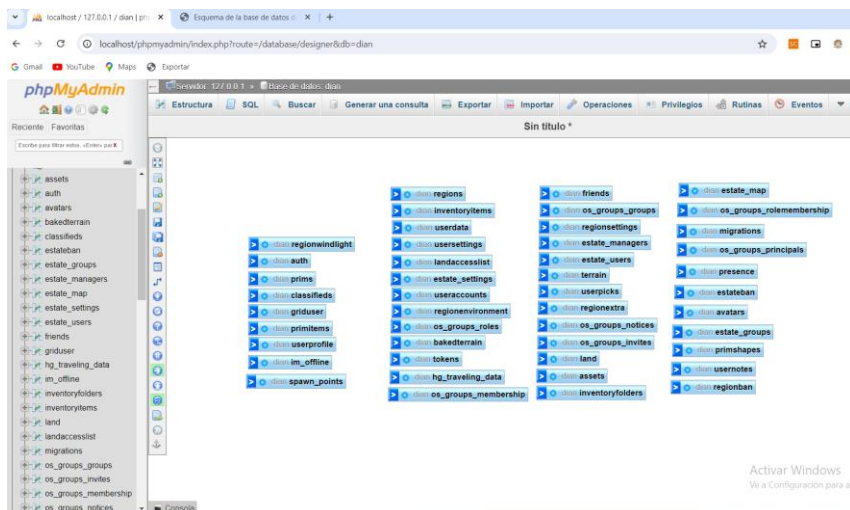 localhost / 127.0.0.1 / dian | ph
Esquema de la base de datos d
localhost/phpmyadmin/index.php?route=/database/designer&db=dian
Gmail YouTube Maps Exportar
phpMyAdmin
Servidor: 127.0.0.1 » Base de datos: dian
Estructura SQL Buscar Generar una consulta Exportar Importar Operaciones Privilegios Rutinas Eventos
Reciente Favoritas
Sin título *
X
assets
auth
avatars
bakedterrain
classifieds
estateban
estate_groups
estate_managers
estate_map
estate_settings
estate_users
friends
griduser
hg_traveling_data
im_offline
inventoryfolders
inventoryitems
land
landaccesslist
migrations
os_groups_groups
os_groups_invites
os_groups_membership
os_groups_notices
dian regionwindlight
dian auth
dian prims
dian classifieds
dian griduser
dian primitems
dian userprofile
dian im_offline
dian spawn_points
dian regions
dian inventoryitems
dian userdata
dian usersettings
dian landaccesslist
dian estate_settings
dian useraccounts
dian regionenvironment
dian os_groups_roles
dian bakedterrain
dian tokens
dian hg_traveling_data
dian os_groups_membership
dian friends
dian os_groups_groups
dian regionsettings
dian estate_managers
dian estate_users
dian terrain
dian userpicks
dian regionextra
dian os_groups_notices
dian os_groups_invites
dian land
dian assets
dian inventoryfolders
dian estate_map
dian os_groups_rolemembership
dian migrations
dian os_groups_principals
dian presence
dian estateban
dian avatars
dian estate_groups
dian primshapes
dian usernotes
dian regionban
Consola
Activar Windows
Ve a Configuración para a